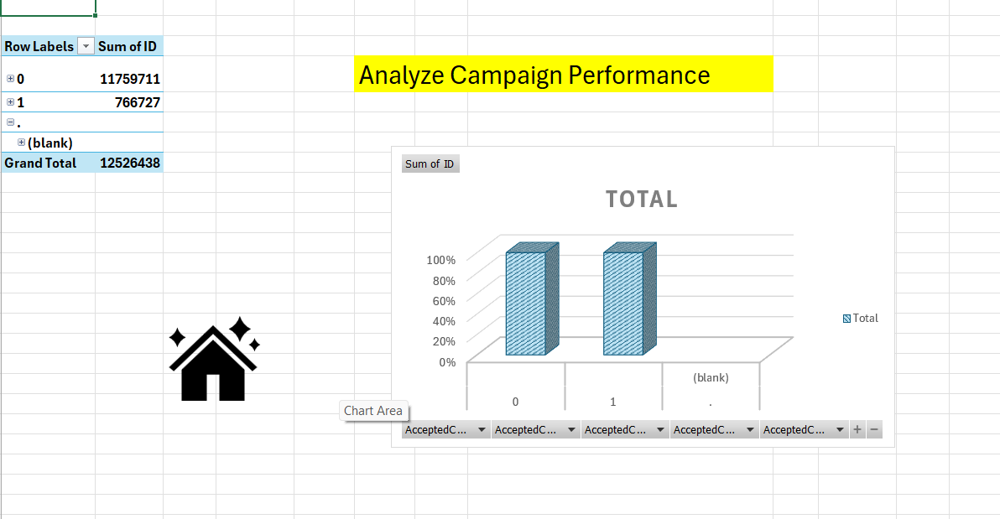 Row Labels Sum of ID
0 11759711
1 766727
.
(blank)
Grand Total 12526438
Analyze Campaign Performance
Sum of ID
TOTAL
100%
80%
60%
40%
20%
0%
Total
(blank)
0 1 .
Chart Area
AcceptedC... AcceptedC... AcceptedC... AcceptedC... AcceptedC...